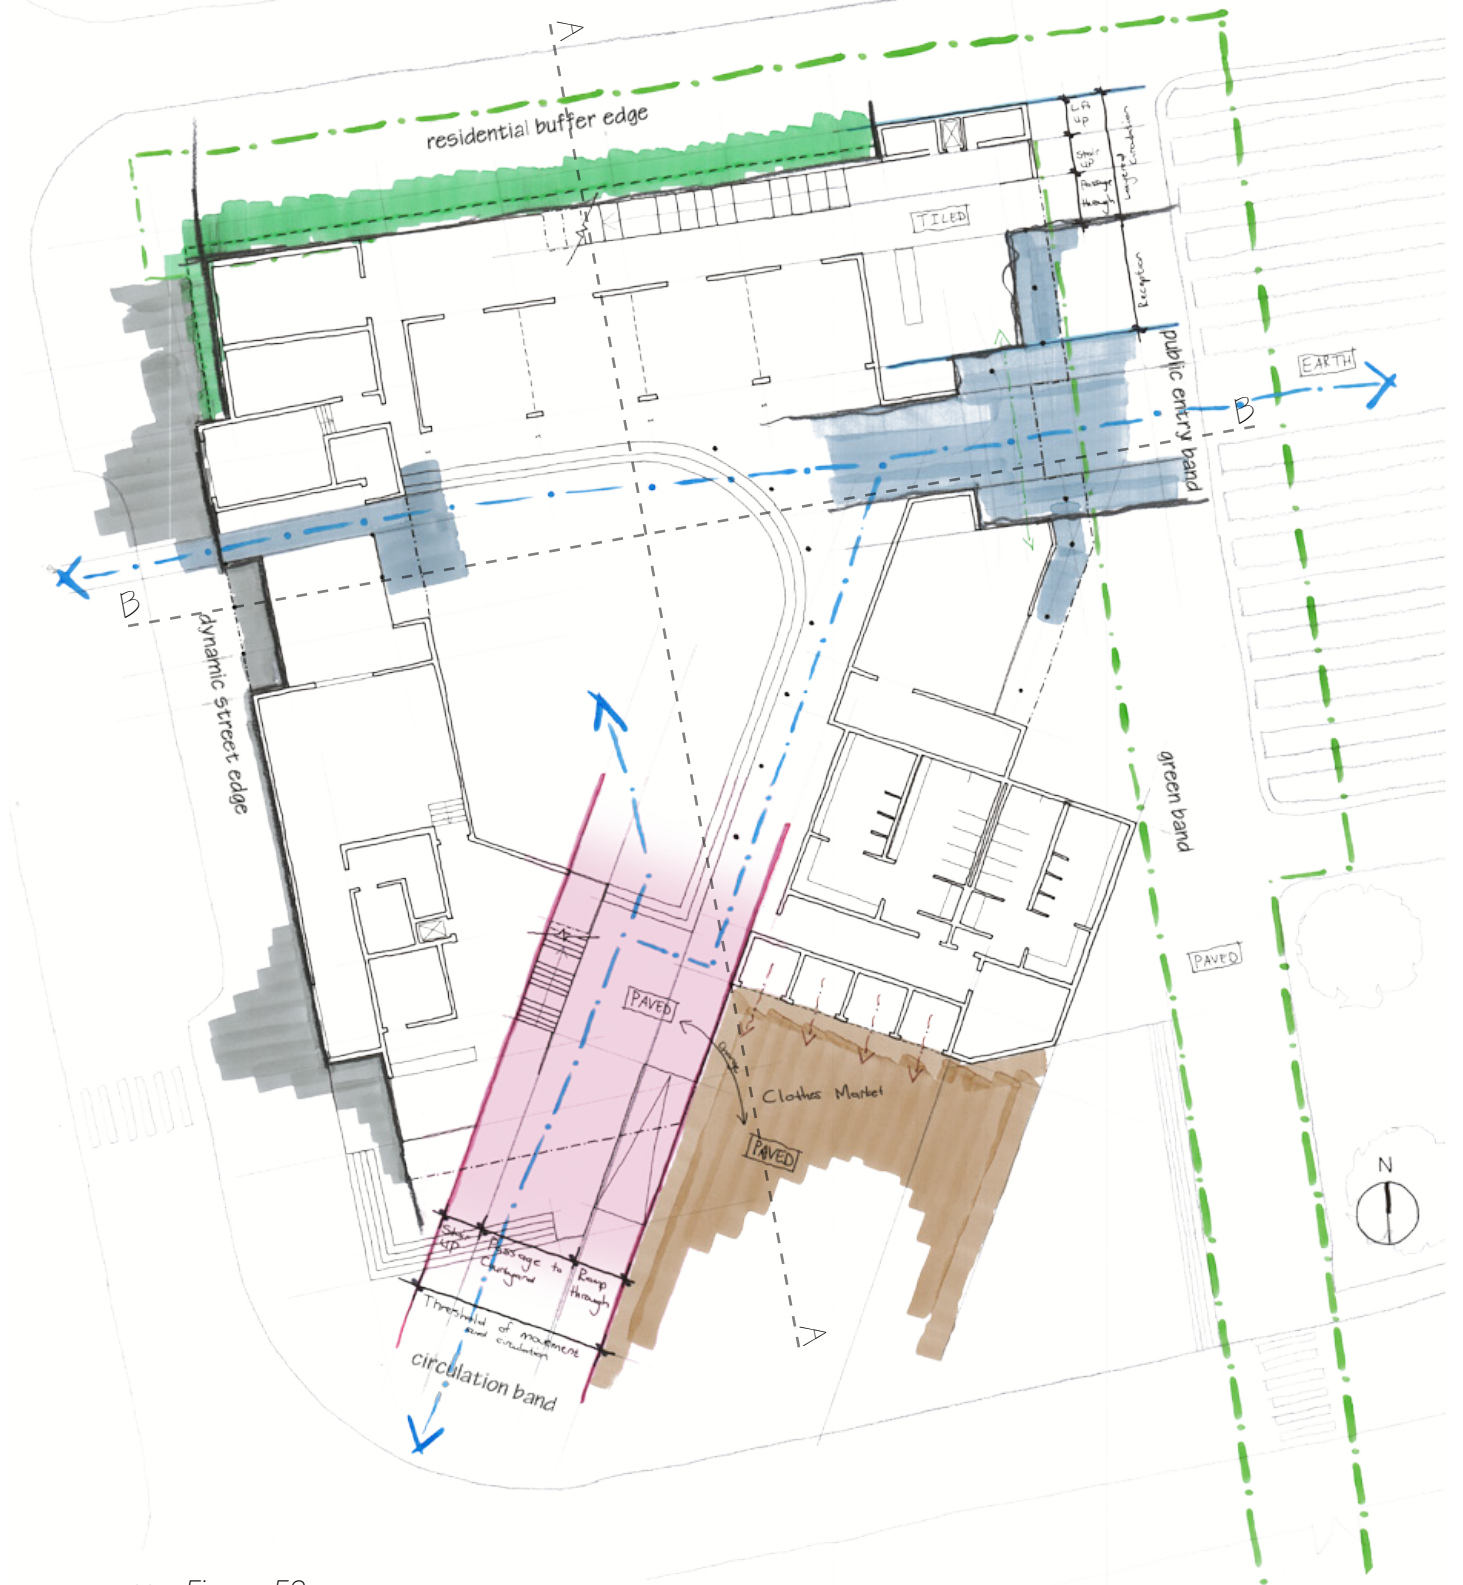 A
residential buffer edge
Lift
up
Stair
up
Passage
through
Layered Circulation
TILED
Reception
public entry band
EARTH
B
B
dynamic street edge
green band
PAVED
PAVED
Clothes Market
PAVED
N
Stair
up
Passage to
Courtyard
Ramp
through
Threshold of movement
and circulation
A
circulation band